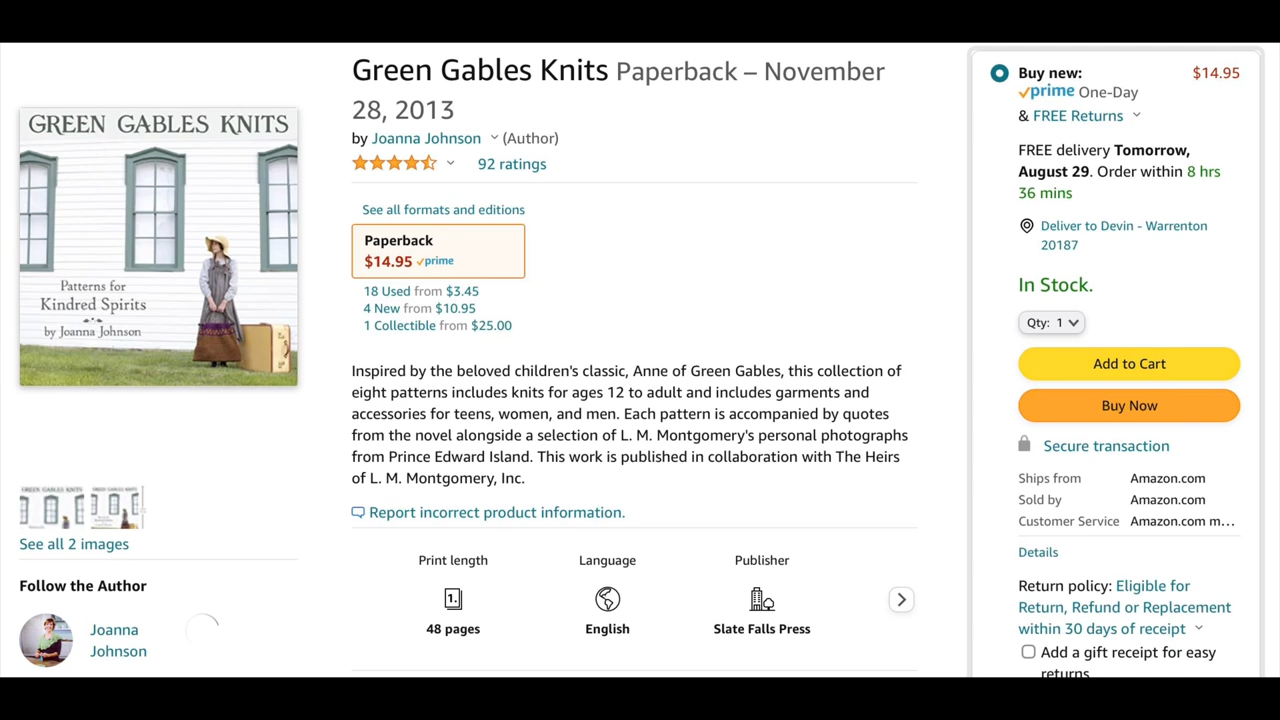 GREEN GABLES KNITS
Patterns for
Kindred Spirits
by Joanna Johnson
See all 2 images
Follow the Author
Joanna
Johnson
Green Gables Knits Paperback – November
28, 2013
by Joanna Johnson (Author)
92 ratings
See all formats and editions
Paperback
$14.95 prime
18 Used from $3.45
4 New from $10.95
1 Collectible from $25.00
Inspired by the beloved children's classic, Anne of Green Gables, this collection of
eight patterns includes knits for ages 12 to adult and includes garments and
accessories for teens, women, and men. Each pattern is accompanied by quotes
from the novel alongside a selection of L. M. Montgomery's personal photographs
from Prince Edward Island. This work is published in collaboration with The Heirs
of L. M. Montgomery, Inc.
Report incorrect product information.
Print length
1.
48 pages
Language
English
Publisher
Slate Falls Press
Buy new: $14.95
prime One-Day
& FREE Returns
FREE delivery Tomorrow,
August 29. Order within 8 hrs
36 mins
Deliver to Devin - Warrenton
20187
In Stock.
Qty: 1
Add to Cart
Buy Now
Secure transaction
Ships from Amazon.com
Sold by Amazon.com
Customer Service Amazon.com m...
Details
Return policy: Eligible for
Return, Refund or Replacement
within 30 days of receipt
Add a gift receipt for easy
returns